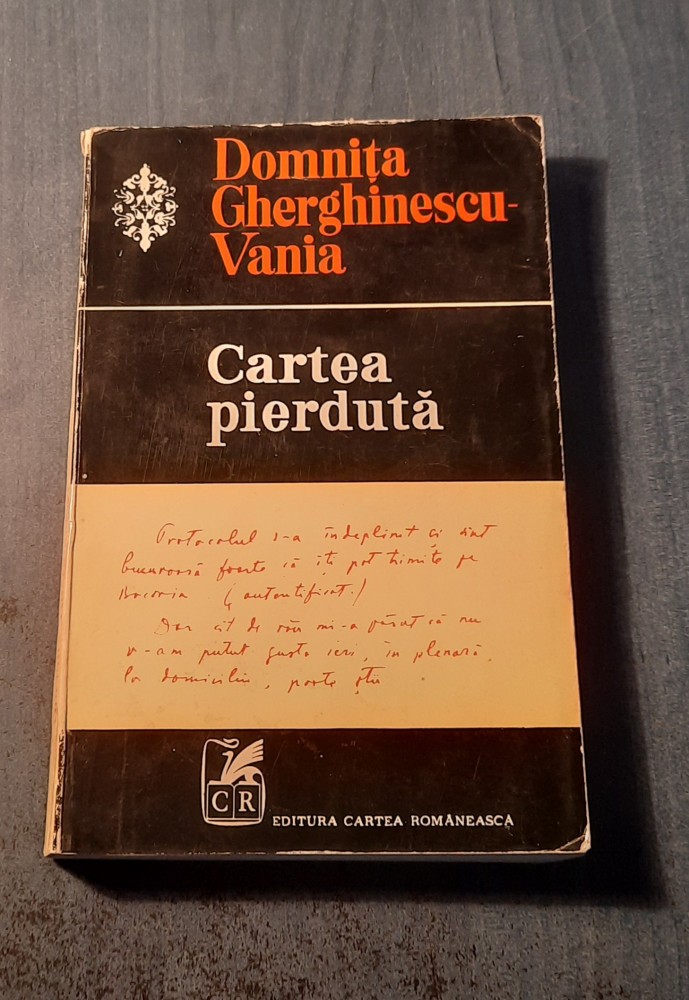 Domnița
Gherghinescu-
Vania
Cartea
pierdută
Protocolul s-a îndeplinit și sînt
bucuroasă foarte că îți pot trimite pe
Bacovia (autentificat.)
Dar cît de rău mi-a părut că nu
v-am putut gusta ieri, în plenară,
la domiciliu, poate știi
CR
EDITURA CARTEA ROMÂNEASCĂ